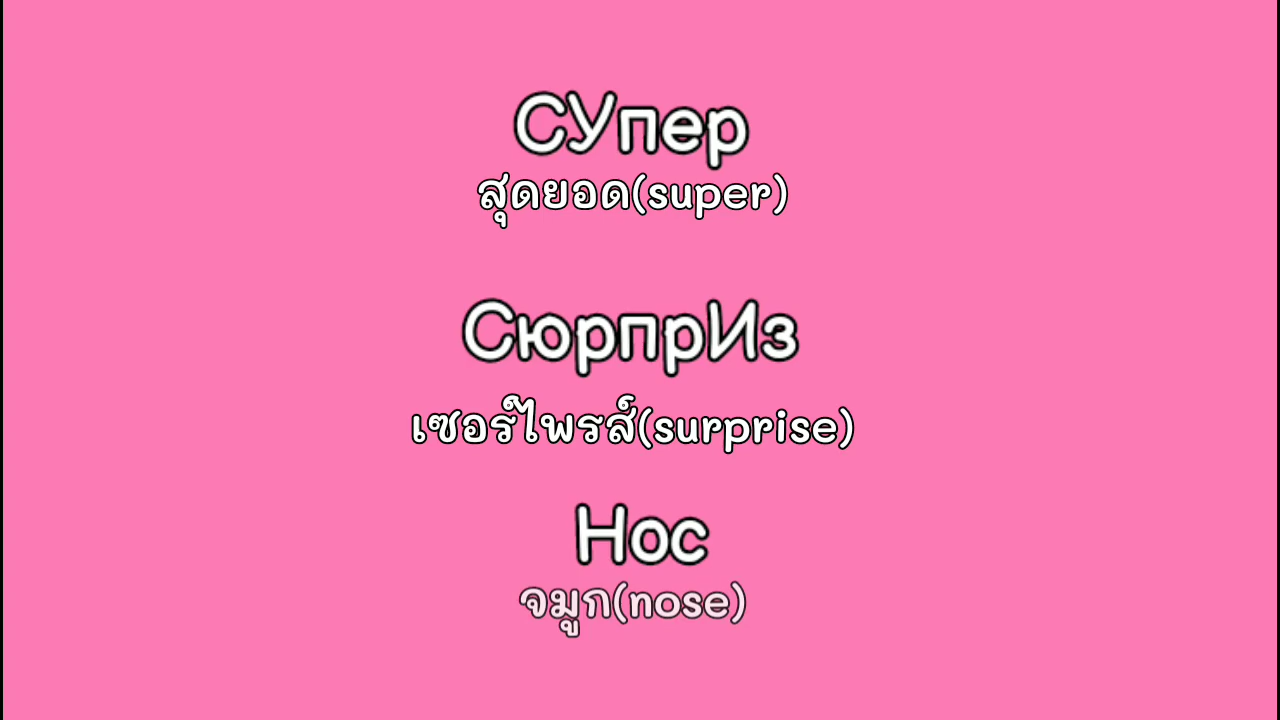 СУпер
สุดยอด(super)
СюрпрИз
เซอร์ไพรส์(surprise)
Нос
จมูก(nose)